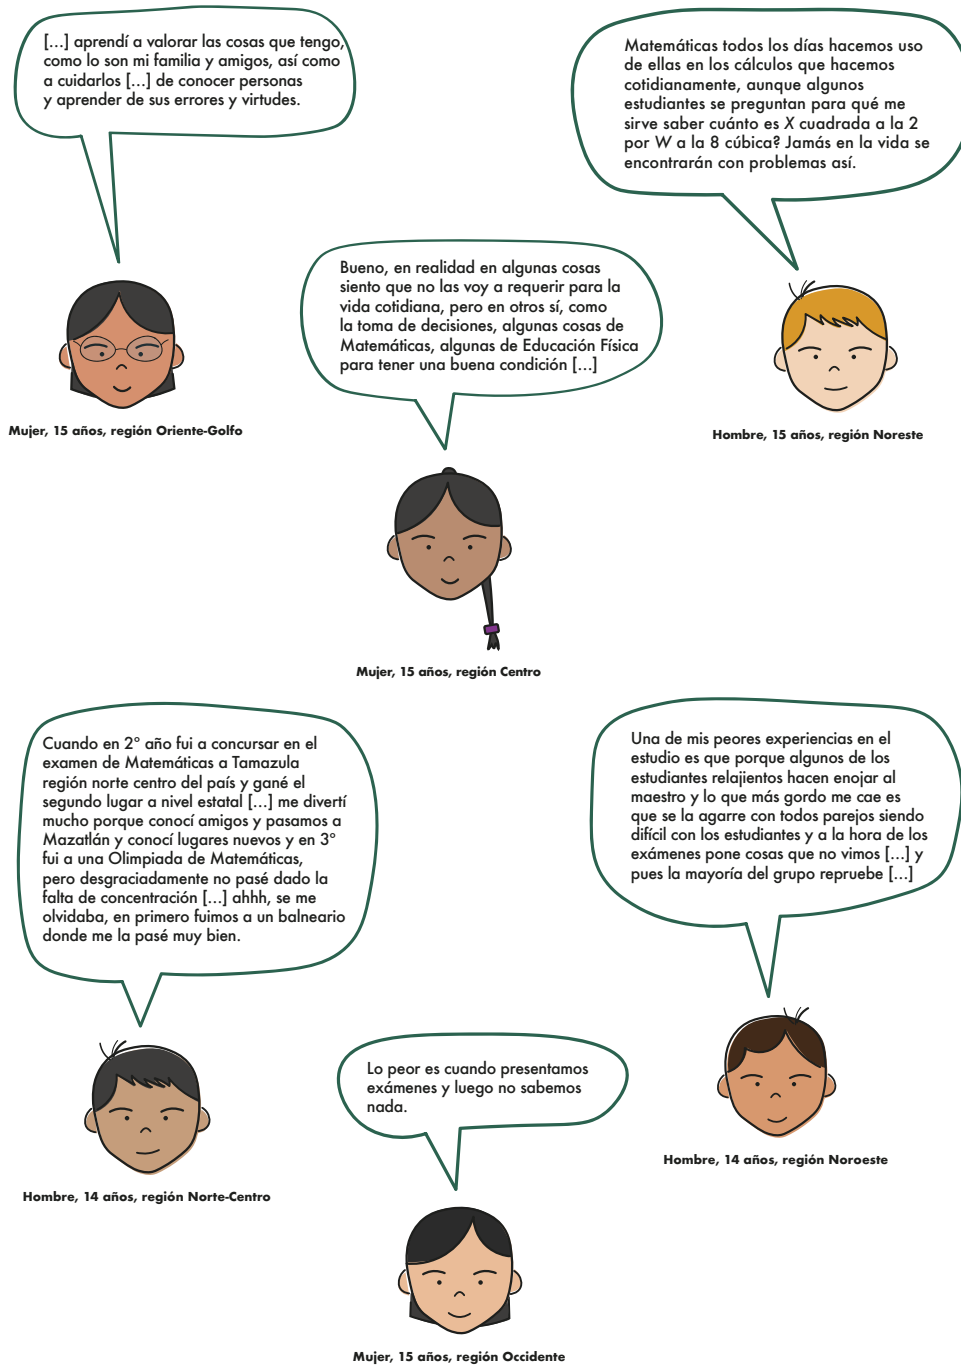 [...] aprendí a valorar las cosas que tengo,
como lo son mi familia y amigos, así como
a cuidarlos [...] de conocer personas
y aprender de sus errores y virtudes.
Mujer, 15 años, región Oriente-Golfo
Matemáticas todos los días hacemos uso
de ellas en los cálculos que hacemos
cotidianamente, aunque algunos
estudiantes se preguntan para qué me
sirve saber cuánto es X cuadrada a la 2
por W a la 8 cúbica? Jamás en la vida se
encontrarán con problemas así.
Hombre, 15 años, región Noreste
Bueno, en realidad en algunas cosas
siento que no las voy a requerir para la
vida cotidiana, pero en otros sí, como
la toma de decisiones, algunas cosas de
Matemáticas, algunas de Educación Física
para tener una buena condición [...]
Mujer, 15 años, región Centro
Cuando en 2° año fui a concursar en el
examen de Matemáticas a Tamazula
región norte centro del país y gané el
segundo lugar a nivel estatal [...] me divertí
mucho porque conocí amigos y pasamos a
Mazatlán y conocí lugares nuevos y en 3°
fui a una Olimpiada de Matemáticas,
pero desgraciadamente no pasé dado la
falta de concentración [...] ahhh, se me
olvidaba, en primero fuimos a un balneario
donde me la pasé muy bien.
Hombre, 14 años, región Norte-Centro
Una de mis peores experiencias en el
estudio es que porque algunos de los
estudiantes relajientos hacen enojar al
maestro y lo que más gordo me cae es
que se la agarre con todos parejos siendo
difícil con los estudiantes y a la hora de los
exámenes pone cosas que no vimos [...] y
pues la mayoría del grupo repruebe [...]
Hombre, 14 años, región Noroeste
Lo peor es cuando presentamos
exámenes y luego no sabemos
nada.
Mujer, 15 años, región Occidente